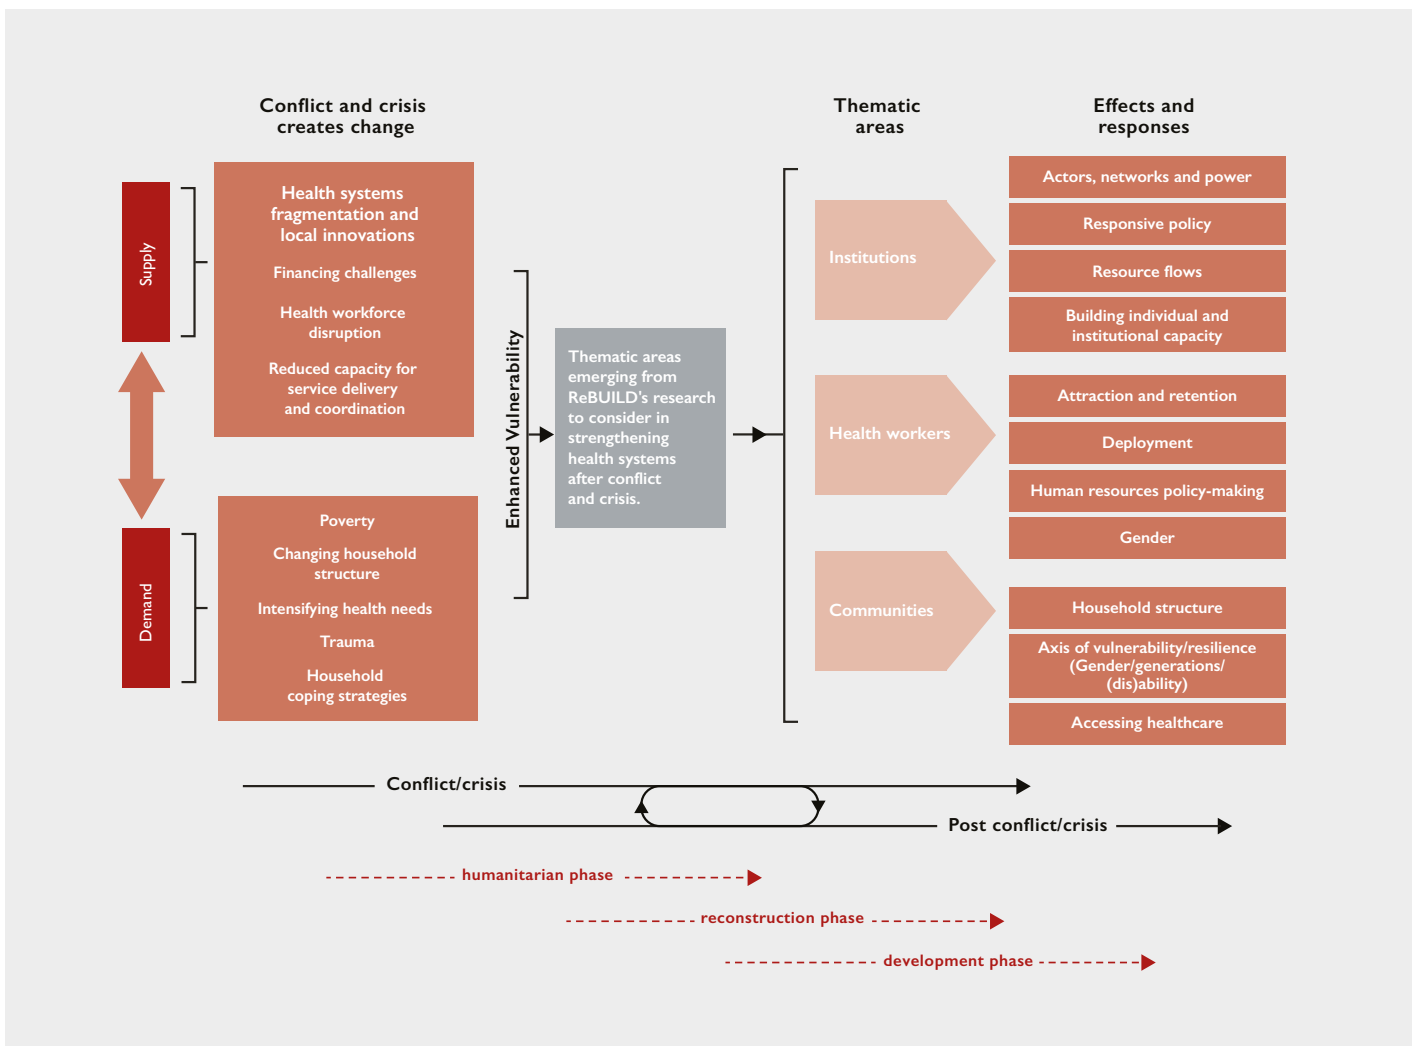 Conflict and crisis
creates change
Thematic
areas
Effects and
responses
Supply
Health systems
fragmentation and
local innovations
Financing challenges
Health workforce
disruption
Reduced capacity for
service delivery
and coordination
Demand
Poverty
Changing household
structure
Intensifying health needs
Trauma
Household
coping strategies
Enhanced Vulnerability
Thematic areas
emerging from
ReBUILD's research
to consider in
strengthening
health systems
after conflict
and crisis.
Institutions
Actors, networks and power
Responsive policy
Resource flows
Building individual and
institutional capacity
Health workers
Attraction and retention
Deployment
Human resources policy-making
Gender
Communities
Household structure
Axis of vulnerability/resilience
(Gender/generations/
(dis)ability)
Accessing healthcare
Conflict/crisis
Post conflict/crisis
humanitarian phase
reconstruction phase
development phase